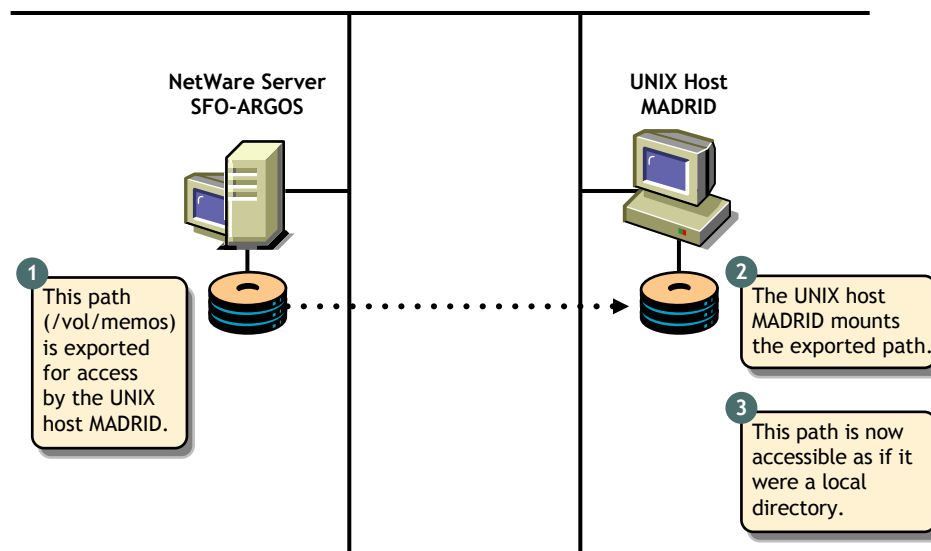 NetWare Server
SFO-ARGOS
UNIX Host
MADRID
1
This path
(/vol/memos)
is exported
for access
by the UNIX
host MADRID.
2
The UNIX host
MADRID mounts
the exported path.
3
This path is now
accessible as if it
were a local
directory.